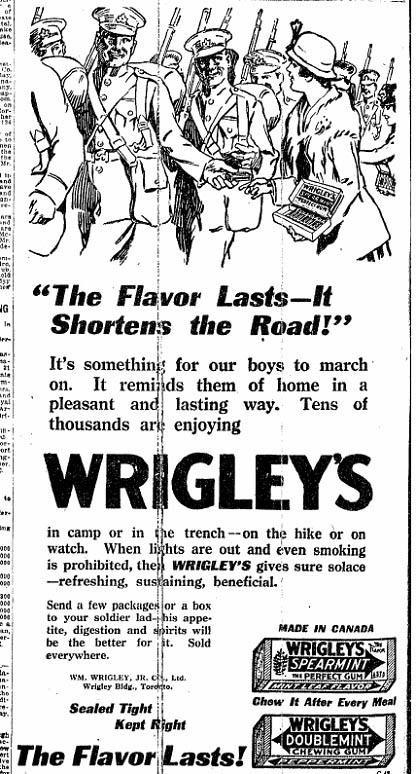 WRIGLEY'S
"The Flavor Lasts—It
Shortens the Road!"
It's something for our boys to march
on. It reminds them of home in a
pleasant and lasting way. Tens of
thousands are enjoying
WRIGLEY'S
in camp or in the trench—on the hike or on
watch. When lights are out and even smoking
is prohibited, then WRIGLEY'S gives sure solace
—refreshing, sustaining, beneficial.
Send a few packages or a box
to your soldier lad—his appe-
tite, digestion and spirits will
be the better for it. Sold
everywhere.
WM. WRIGLEY, JR. CO., Ltd.
Wrigley Bldg., Toronto.
Sealed Tight
Kept Right
The Flavor Lasts!
MADE IN CANADA
WRIGLEY'S
SPEARMINT
THE PERFECT GUM
MINT LEAF FLAVOR
Chew It After Every Meal
WRIGLEY'S
DOUBLEMINT
CHEWING GUM